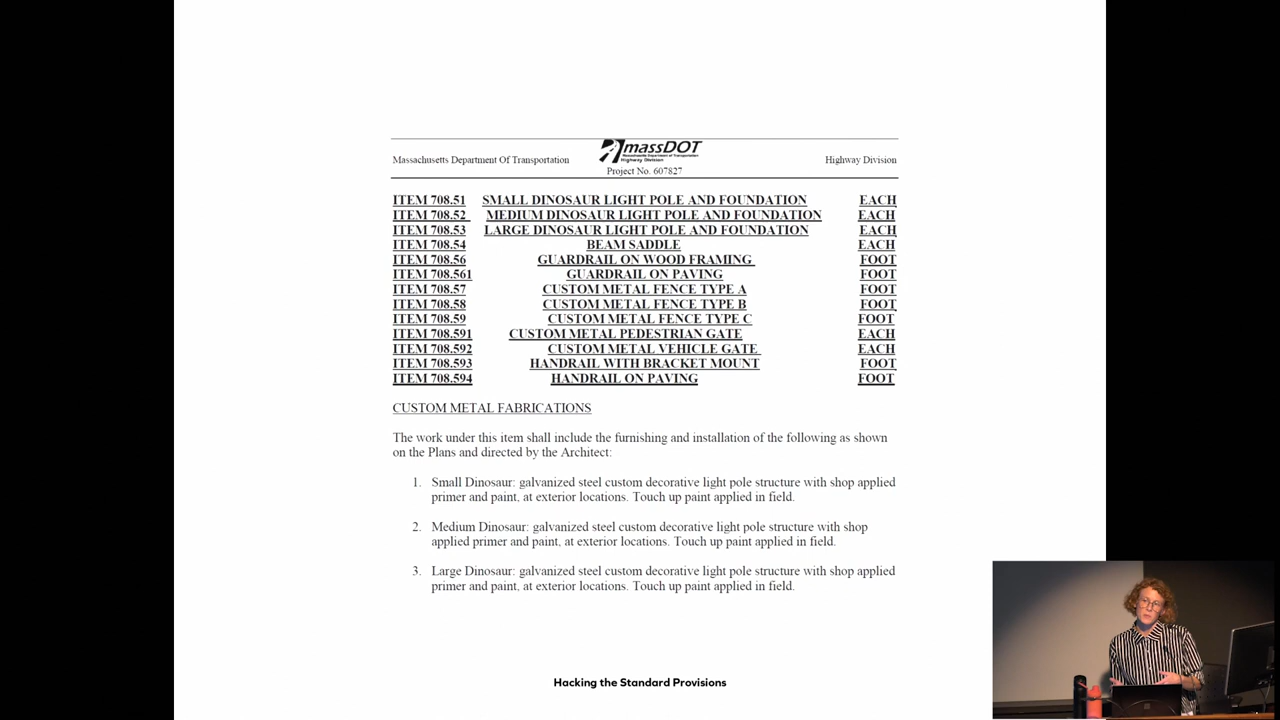 Massachusetts Department Of Transportation
massDOT
Massachusetts Department of Transportation
Highway Division
Highway Division
Project No. 607827
ITEM 708.51 SMALL DINOSAUR LIGHT POLE AND FOUNDATION EACH
ITEM 708.52 MEDIUM DINOSAUR LIGHT POLE AND FOUNDATION EACH
ITEM 708.53 LARGE DINOSAUR LIGHT POLE AND FOUNDATION EACH
ITEM 708.54 BEAM SADDLE EACH
ITEM 708.56 GUARDRAIL ON WOOD FRAMING FOOT
ITEM 708.561 GUARDRAIL ON PAVING FOOT
ITEM 708.57 CUSTOM METAL FENCE TYPE A FOOT
ITEM 708.58 CUSTOM METAL FENCE TYPE B FOOT
ITEM 708.59 CUSTOM METAL FENCE TYPE C FOOT
ITEM 708.591 CUSTOM METAL PEDESTRIAN GATE EACH
ITEM 708.592 CUSTOM METAL VEHICLE GATE EACH
ITEM 708.593 HANDRAIL WITH BRACKET MOUNT FOOT
ITEM 708.594 HANDRAIL ON PAVING FOOT
CUSTOM METAL FABRICATIONS
The work under this item shall include the furnishing and installation of the following as shown
on the Plans and directed by the Architect:
1. Small Dinosaur: galvanized steel custom decorative light pole structure with shop applied
primer and paint, at exterior locations. Touch up paint applied in field.
2. Medium Dinosaur: galvanized steel custom decorative light pole structure with shop
applied primer and paint, at exterior locations. Touch up paint applied in field.
3. Large Dinosaur: galvanized steel custom decorative light pole structure with shop applied
primer and paint, at exterior locations. Touch up paint applied in field.
Hacking the Standard Provisions